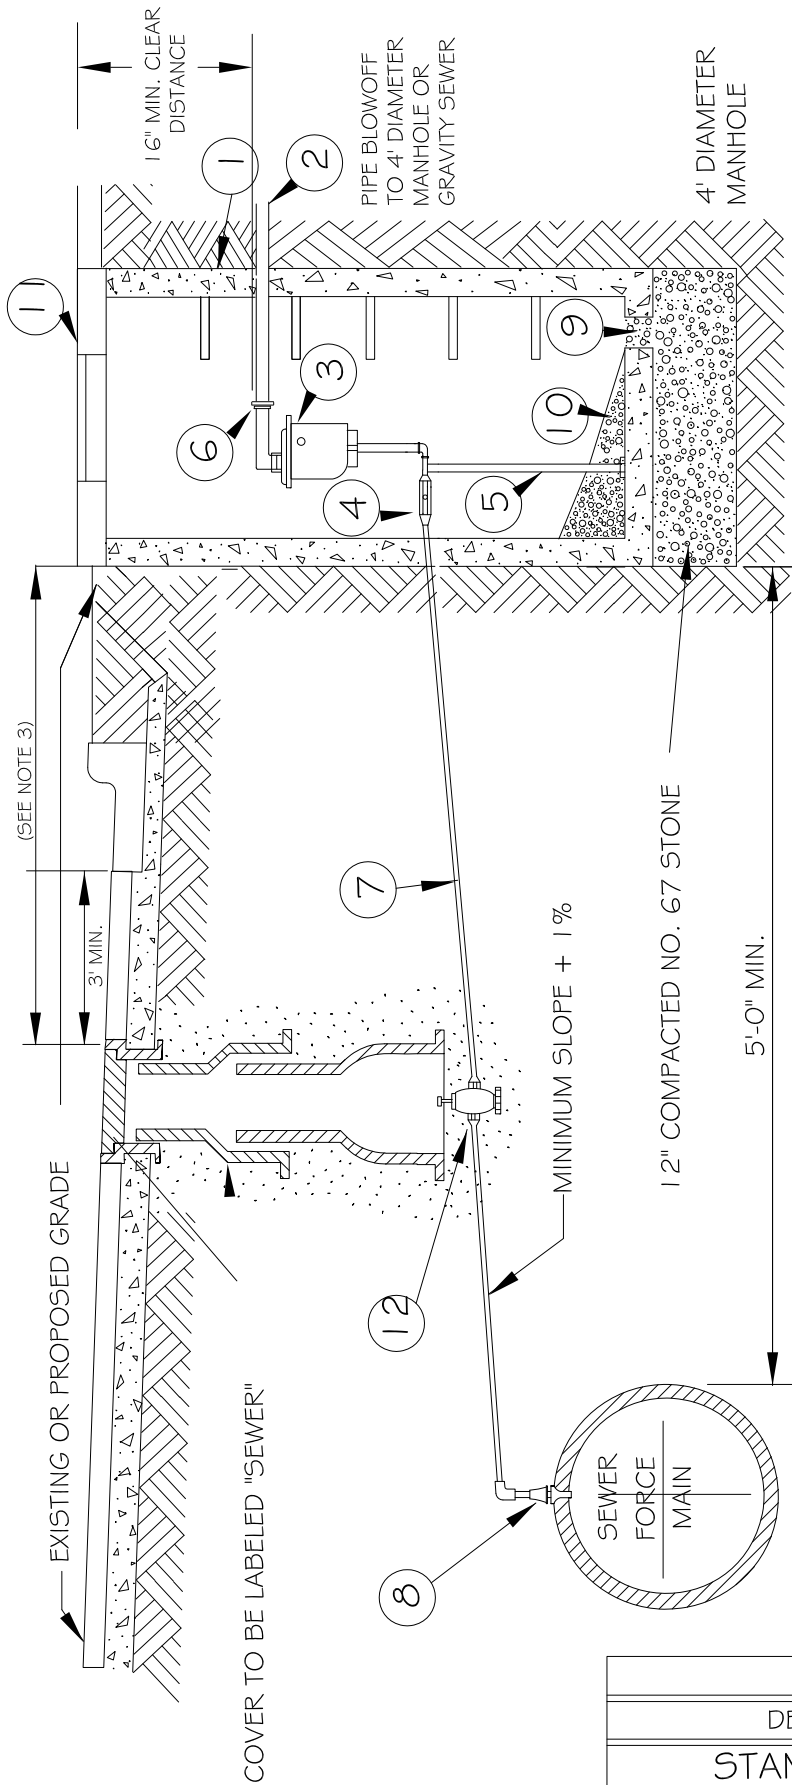 EXISTING OR PROPOSED GRADE
(SEE NOTE 3)
3' MIN.
11
16" MIN. CLEAR
DISTANCE
1
2
PIPE BLOWOFF
TO 4' DIAMETER
MANHOLE OR
GRAVITY SEWER
4' DIAMETER
MANHOLE
6
3
4
5
10
9
7
12
8
COVER TO BE LABELED "SEWER"
MINIMUM SLOPE + 1%
12" COMPACTED NO. 67 STONE
5'-0" MIN.
SEWER
FORCE
MAIN